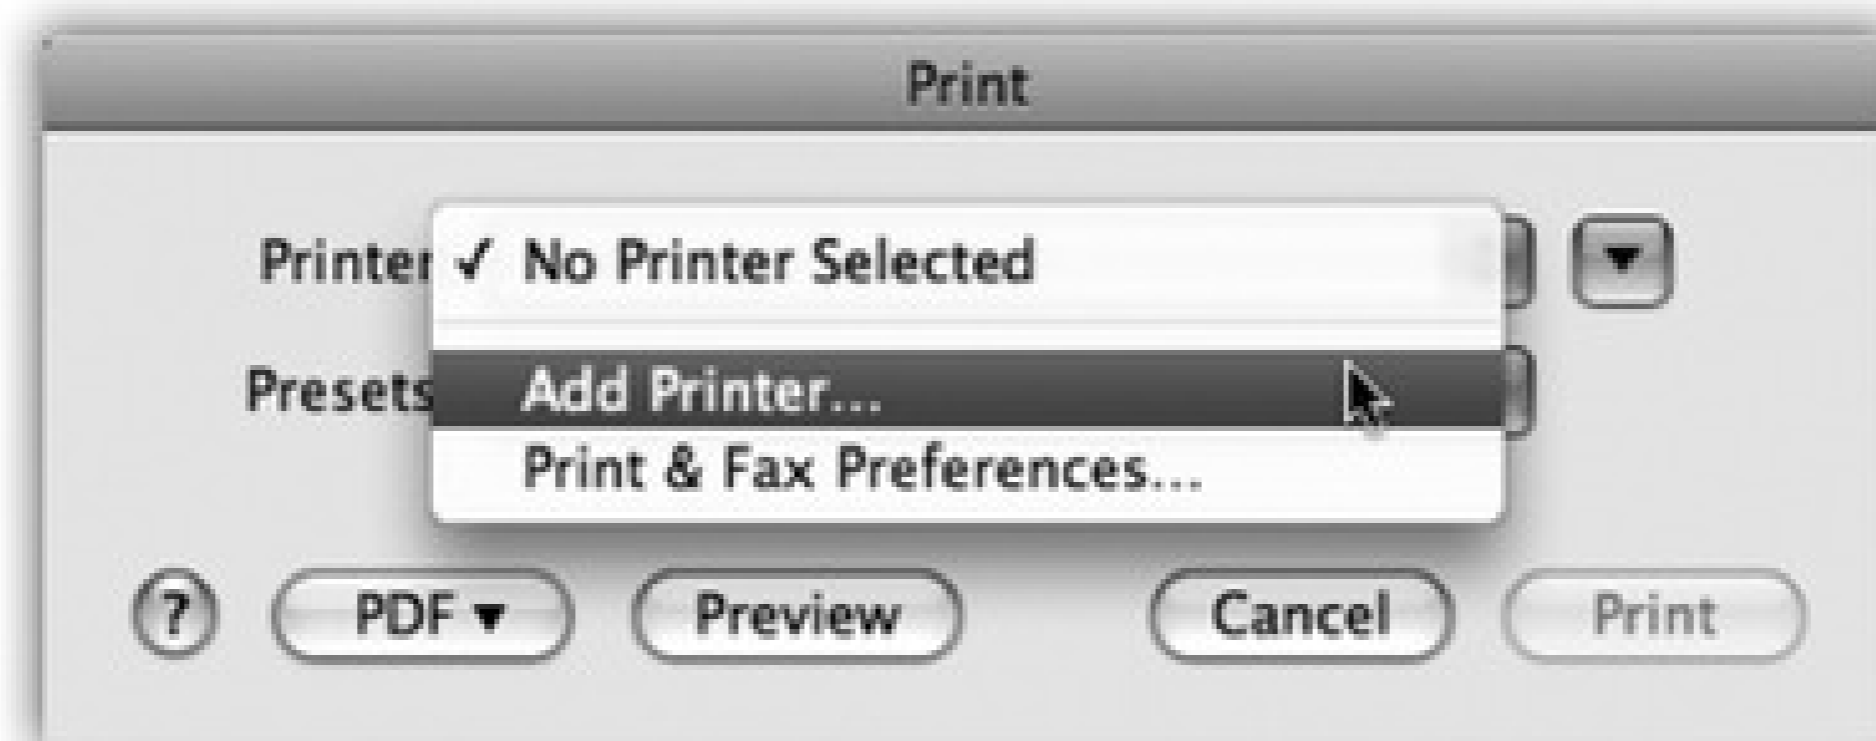 Print
Printer ✓ No Printer Selected
Presets Add Printer...
Print & Fax Preferences...
? PDF ▼ Preview Cancel Print